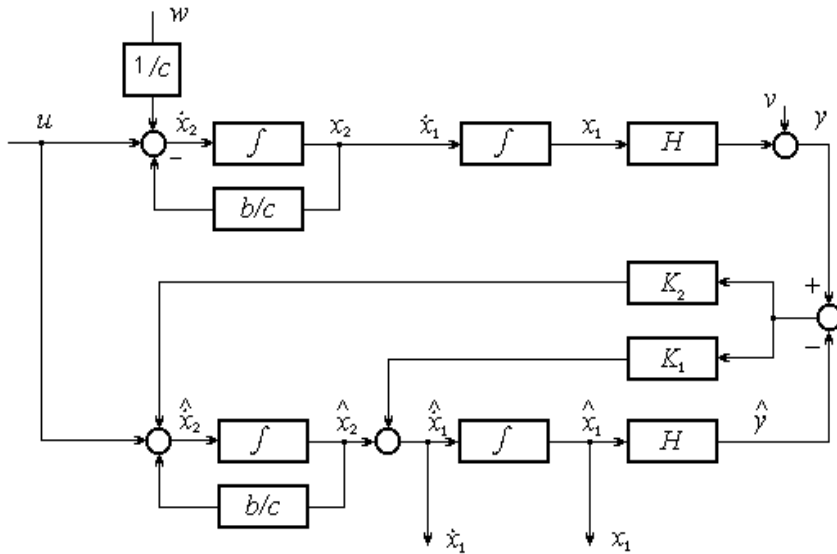 w
1/c
u
ẋ₂
x₂
ẋ₁
x₁
v
y
∫
∫
H
−
b/c
K₂
+
−
K₁
x̂̇₂
x̂₂
x̂̇₁
x̂₁
ŷ
∫
∫
H
b/c
ẋ₁
x₁